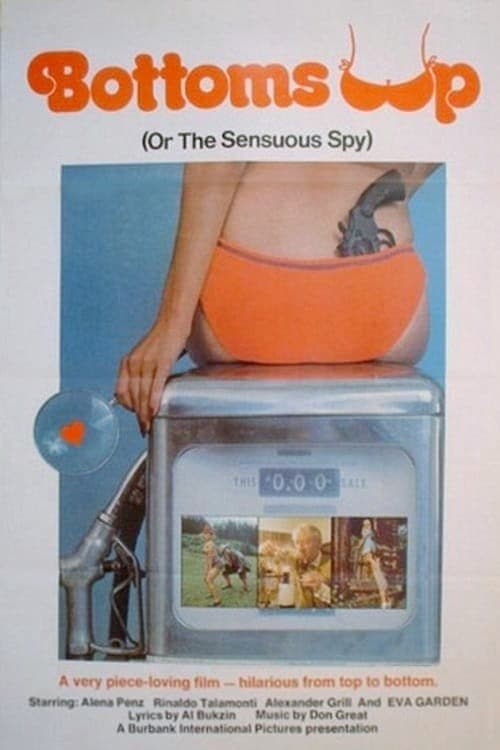 Bottoms Up
(Or The Sensuous Spy)
THIS 0.00 SALE
A very piece-loving film — hilarious from top to bottom.
Starring: Alena Penz Rinaldo Talamonti Alexander Grill And EVA GARDEN
Lyrics by Al Bukzin Music by Don Great
A Burbank International Pictures presentation